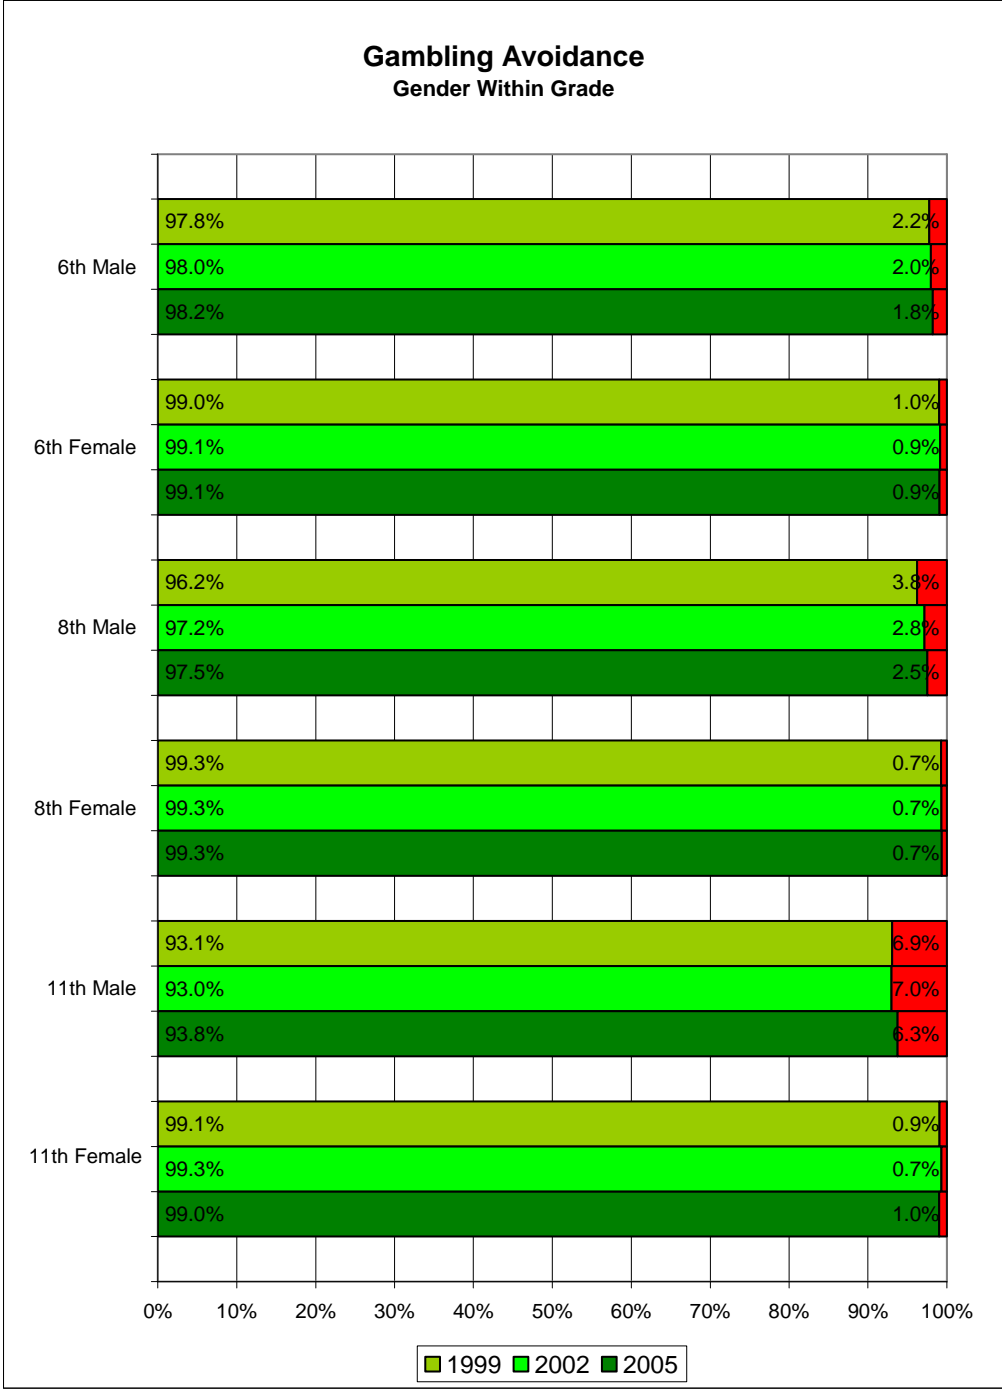 Gambling Avoidance
Gender Within Grade
97.8% 2.2%
6th Male 98.0% 2.0%
98.2% 1.8%
99.0% 1.0%
6th Female 99.1% 0.9%
99.1% 0.9%
96.2% 3.8%
8th Male 97.2% 2.8%
97.5% 2.5%
99.3% 0.7%
8th Female 99.3% 0.7%
99.3% 0.7%
93.1% 6.9%
11th Male 93.0% 7.0%
93.8% 6.3%
99.1% 0.9%
11th Female 99.3% 0.7%
99.0% 1.0%
0% 10% 20% 30% 40% 50% 60% 70% 80% 90% 100%
1999 2002 2005